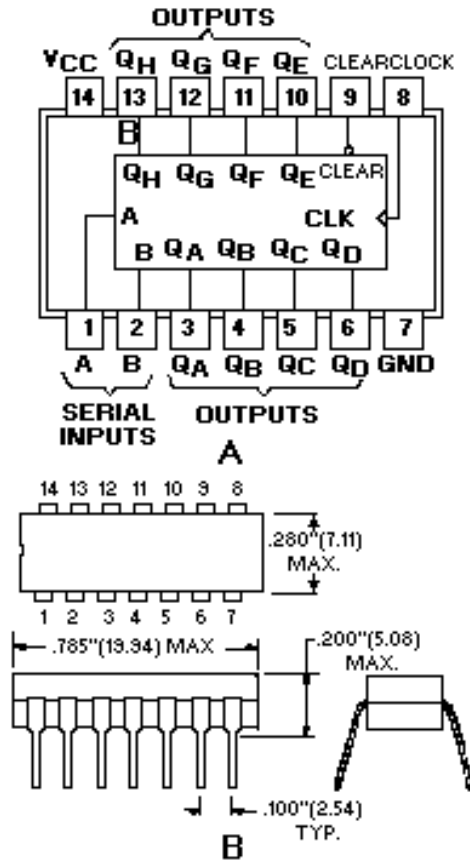 OUTPUTS
VCC QH QG QF QE CLEARCLOCK
14 13 12 11 10 9 8
B
QH QG QF QE CLEAR
A CLK
B QA QB QC QD
1 2 3 4 5 6 7
A B QA QB QC QD GND
SERIAL INPUTS OUTPUTS
A
14 13 12 11 10 9 8
.280"(7.11)
MAX.
1 2 3 4 5 6 7
.785"(19.94) MAX
.200"(5.08)
MAX.
.100"(2.54)
TYP.
B